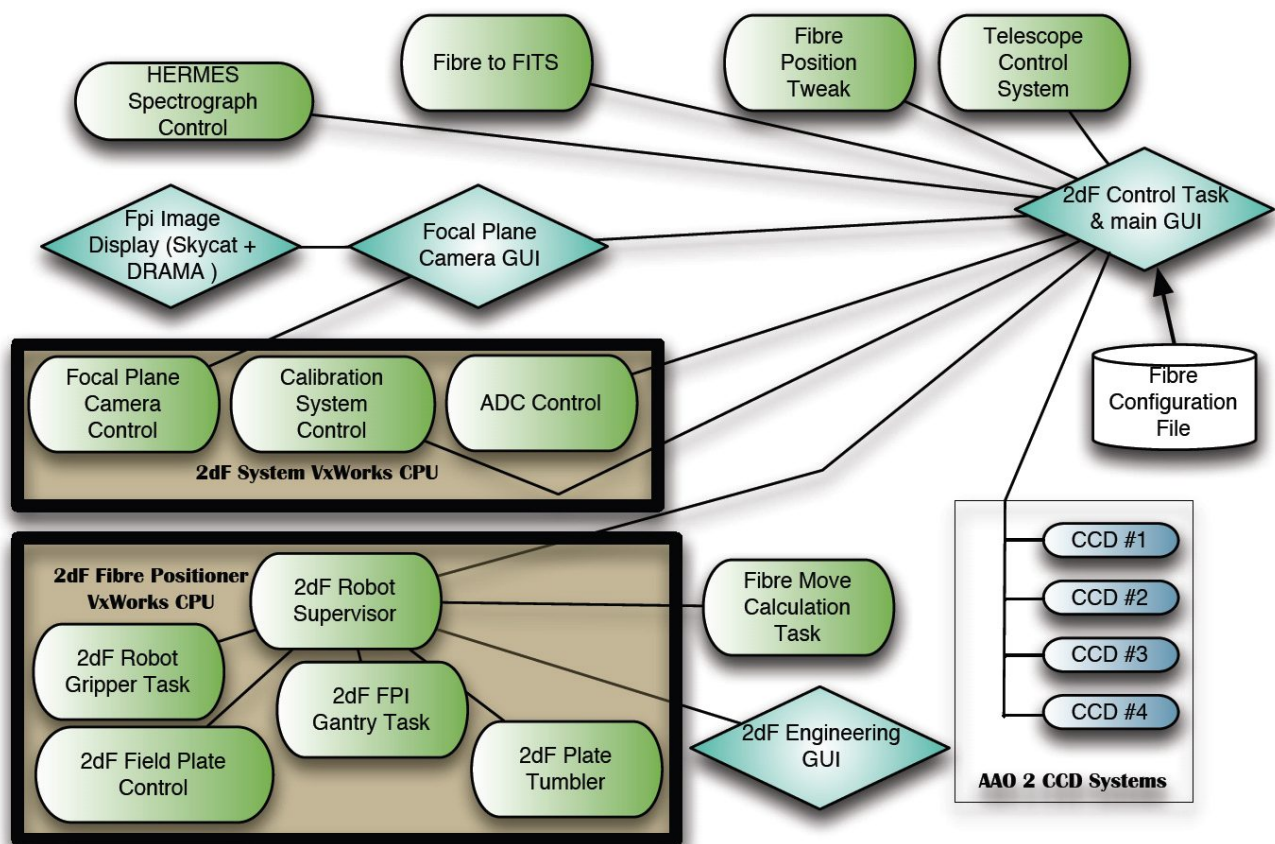 Fibre to FITS
Fibre
Position
Tweak
Telescope
Control
System
HERMES
Spectrograph
Control
2dF Control Task
& main GUI
Fpi Image
Display (Skycat +
DRAMA )
Focal Plane
Camera GUI
Fibre
Configuration
File
Focal Plane
Camera
Control
Calibration
System
Control
ADC Control
2dF System VxWorks CPU
2dF Fibre Positioner
VxWorks CPU
2dF Robot
Supervisor
Fibre Move
Calculation
Task
2dF Robot
Gripper Task
2dF FPI
Gantry Task
2dF Field Plate
Control
2dF Plate
Tumbler
2dF Engineering
GUI
CCD #1
CCD #2
CCD #3
CCD #4
AAO 2 CCD Systems